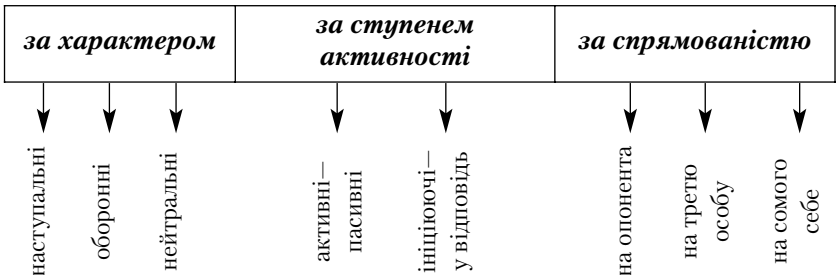 за характером
за ступенем
активності
за спрямованістю
наступальні
оборонні
нейтральні
активні—
пасивні
ініціюючі—
у відповідь
на опонента
на третю
особу
на сомого
себе